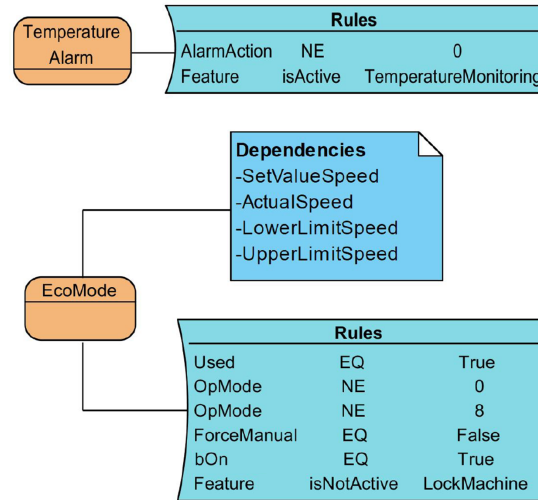 Temperature
Alarm
Rules
AlarmAction NE 0
Feature isActive TemperatureMonitoring
Dependencies
-SetValueSpeed
-ActualSpeed
-LowerLimitSpeed
-UpperLimitSpeed
EcoMode
Rules
Used EQ True
OpMode NE 0
OpMode NE 8
ForceManual EQ False
bOn EQ True
Feature isNotActive LockMachine